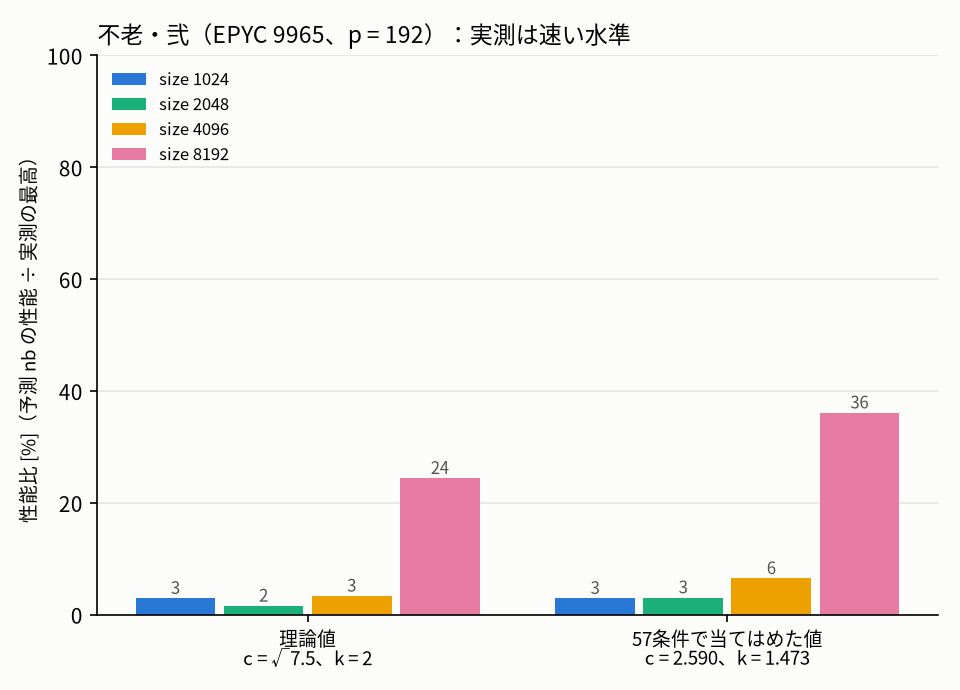 不老・弐（EPYC 9965、p = 192）：実測は速い水準
100
80
60
40
20
0
性能比 [%]（予測 nb の性能 ÷ 実測の最高）
size 1024
size 2048
size 4096
size 8192
3
2
3
24
3
3
6
36
理論値
c = √7.5、k = 2
57条件で当てはめた値
c = 2.590、k = 1.473